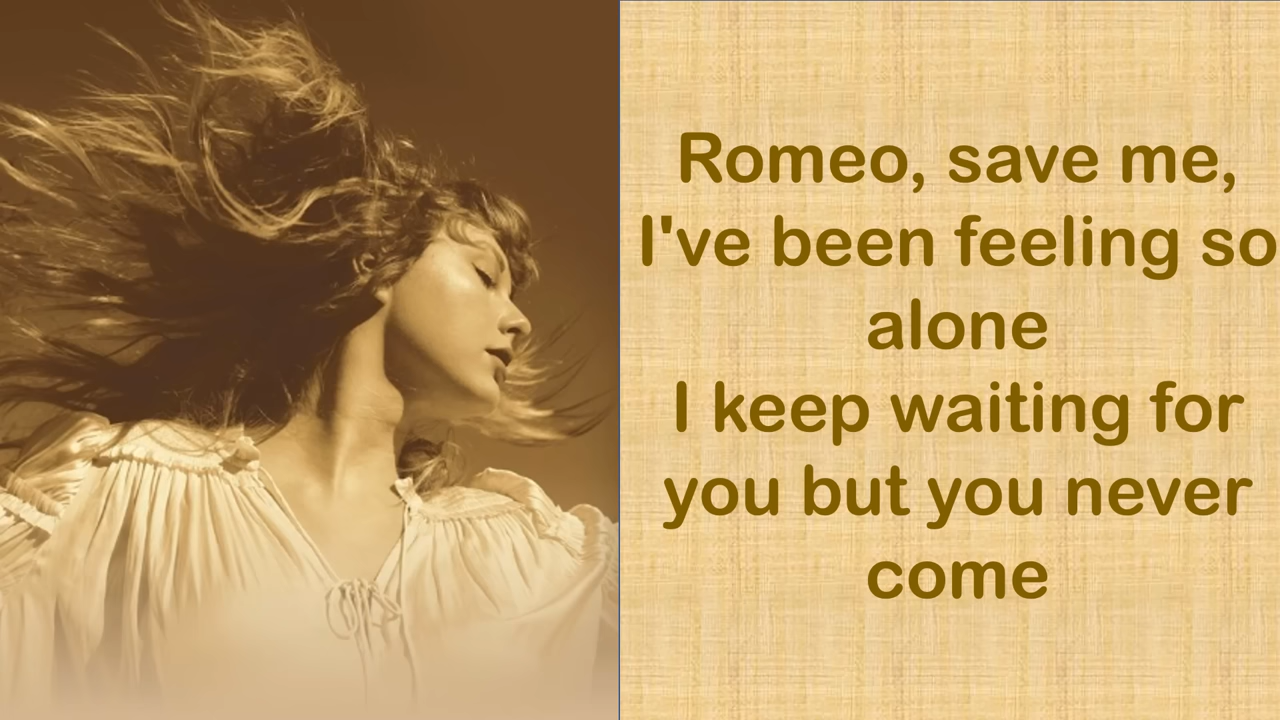 Romeo, save me,
I've been feeling so
alone
I keep waiting for
you but you never
come